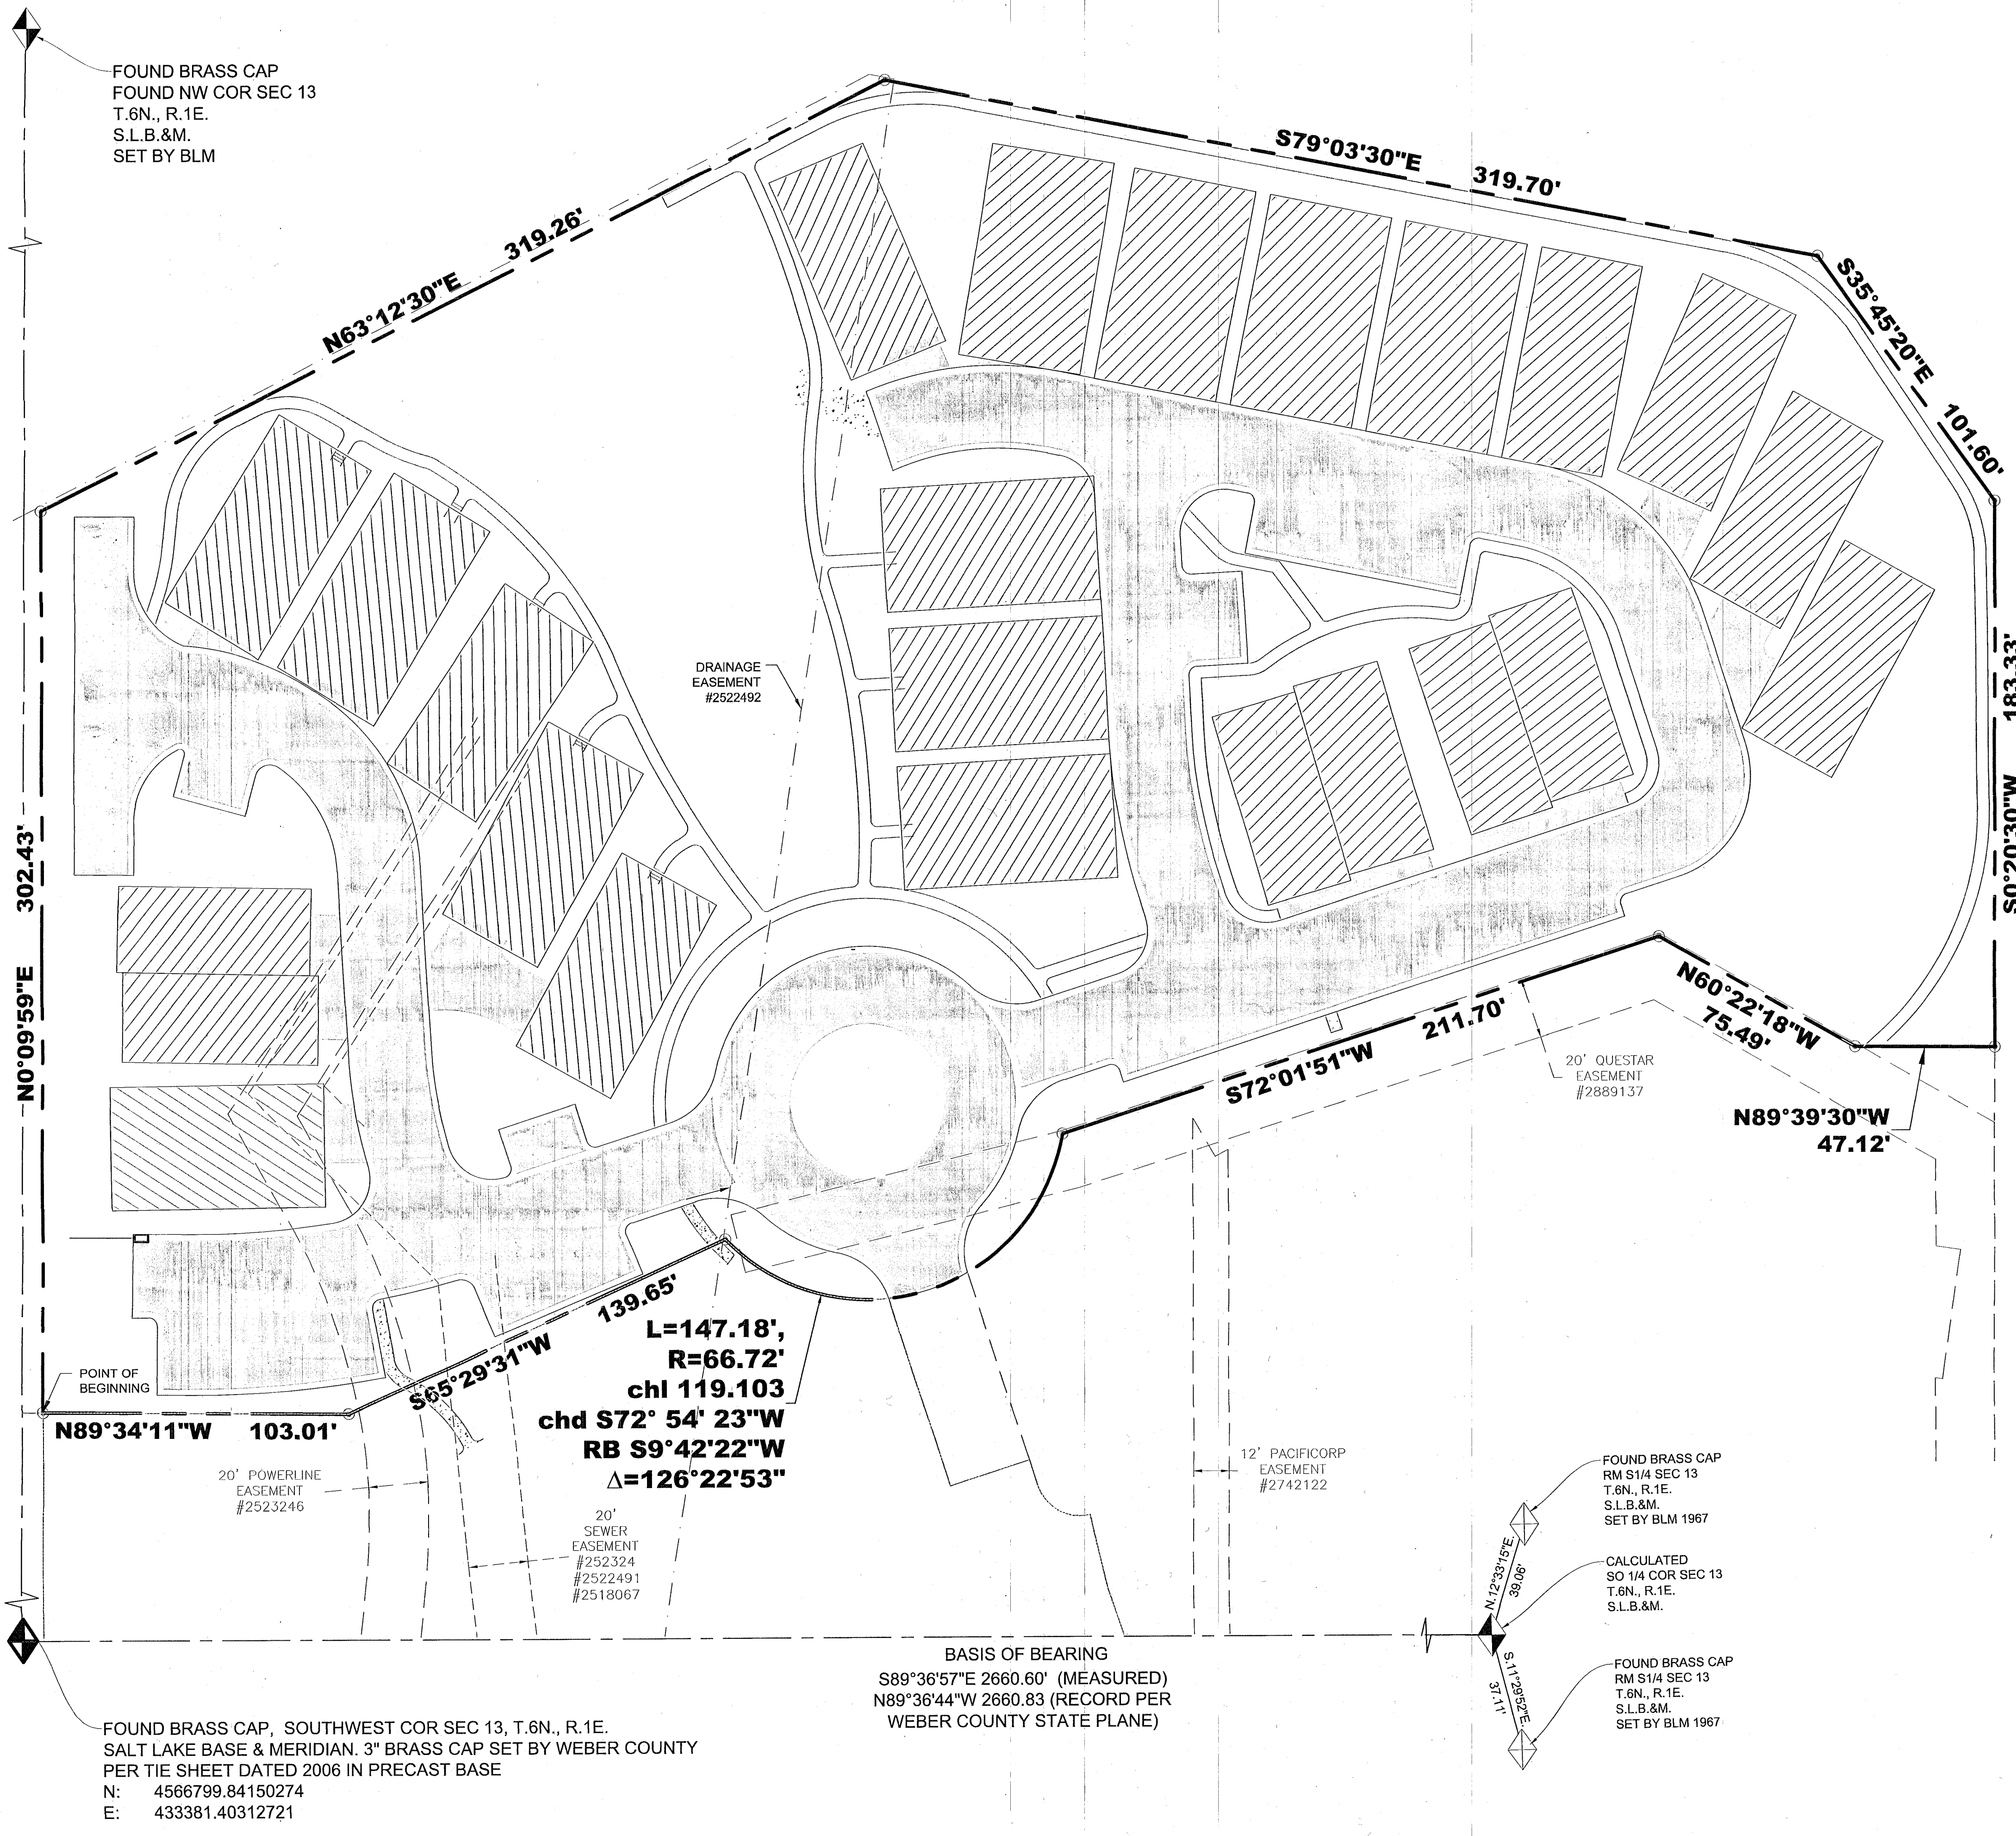 FOUND BRASS CAP
FOUND NW COR SEC 13
T.6N., R.1E.
S.L.B.&M.
SET BY BLM
S79°03'30"E 319.70'
N63°12'30"E 319.26'
S35°45'20"E 101.60'
DRAINAGE
EASEMENT
#2522492
S0°20'30"W 183.33'
N0°09'59"E 302.43'
N60°22'18"W
75.49'
S72°01'51"W 211.70'
20' QUESTAR
EASEMENT
#2889137
N89°39'30"W
47.12'
S65°29'31"W 139.65'
L=147.18',
R=66.72'
chl 119.103
chd S72° 54' 23"W
RB S9°42'22"W
Δ=126°22'53"
POINT OF
BEGINNING
N89°34'11"W 103.01'
20' POWERLINE
EASEMENT
#2523246
20'
SEWER
EASEMENT
#252324
#2522491
#2518067
12' PACIFICORP
EASEMENT
#2742122
FOUND BRASS CAP
RM S1/4 SEC 13
T.6N., R.1E.
S.L.B.&M.
SET BY BLM 1967
N.12°33'15"E.
39.06'
CALCULATED
SO 1/4 COR SEC 13
T.6N., R.1E.
S.L.B.&M.
S.11°29'52"E.
37.11'
FOUND BRASS CAP
RM S1/4 SEC 13
T.6N., R.1E.
S.L.B.&M.
SET BY BLM 1967
BASIS OF BEARING
S89°36'57"E 2660.60' (MEASURED)
N89°36'44"W 2660.83 (RECORD PER
WEBER COUNTY STATE PLANE)
FOUND BRASS CAP, SOUTHWEST COR SEC 13, T.6N., R.1E.
SALT LAKE BASE & MERIDIAN. 3" BRASS CAP SET BY WEBER COUNTY
PER TIE SHEET DATED 2006 IN PRECAST BASE
N: 4566799.84150274
E: 433381.40312721